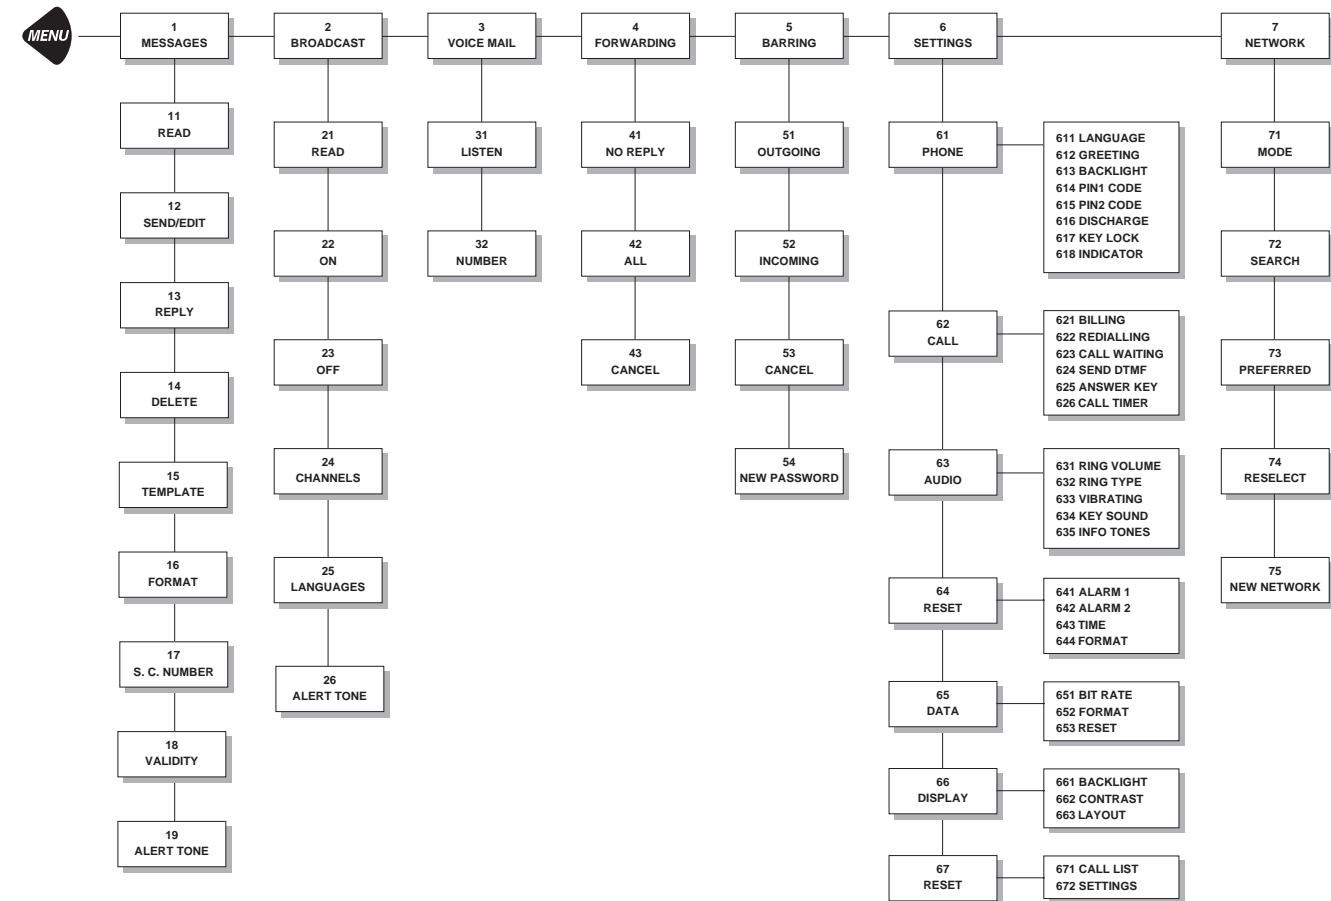 MENU
1
MESSAGES
2
BROADCAST
3
VOICE MAIL
4
FORWARDING
5
BARRING
6
SETTINGS
7
NETWORK
11
READ
12
SEND/EDIT
13
REPLY
14
DELETE
15
TEMPLATE
16
FORMAT
17
S. C. NUMBER
18
VALIDITY
19
ALERT TONE
21
READ
22
ON
23
OFF
24
CHANNELS
25
LANGUAGES
26
ALERT TONE
31
LISTEN
32
NUMBER
41
NO REPLY
42
ALL
43
CANCEL
51
OUTGOING
52
INCOMING
53
CANCEL
54
NEW PASSWORD
61
PHONE
611 LANGUAGE
612 GREETING
613 BACKLIGHT
614 PIN1 CODE
615 PIN2 CODE
616 DISCHARGE
617 KEY LOCK
618 INDICATOR
62
CALL
621 BILLING
622 REDIALLING
623 CALL WAITING
624 SEND DTMF
625 ANSWER KEY
626 CALL TIMER
63
AUDIO
631 RING VOLUME
632 RING TYPE
633 VIBRATING
634 KEY SOUND
635 INFO TONES
64
RESET
641 ALARM 1
642 ALARM 2
643 TIME
644 FORMAT
65
DATA
651 BIT RATE
652 FORMAT
653 RESET
66
DISPLAY
661 BACKLIGHT
662 CONTRAST
663 LAYOUT
67
RESET
671 CALL LIST
672 SETTINGS
71
MODE
72
SEARCH
73
PREFERRED
74
RESELECT
75
NEW NETWORK